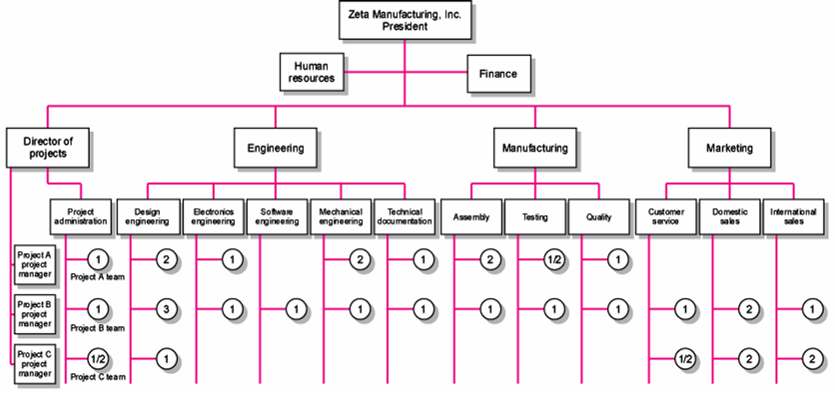 Zeta Manufacturing, Inc.
President
Human
resources
Finance
Director of
projects
Engineering
Manufacturing
Marketing
Project
administration
Design
engineering
Electronics
engineering
Software
engineering
Mechanical
engineering
Technical
documentation
Assembly
Testing
Quality
Customer
service
Domestic
sales
International
sales
Project A
project
manager
1
2
1
2
1
2
1/2
1
Project A team
Project B
project
manager
1
3
1
1
1
1
1
1
1
1
2
1
Project B team
Project C
project
manager
1/2
1
1/2
2
2
Project C team